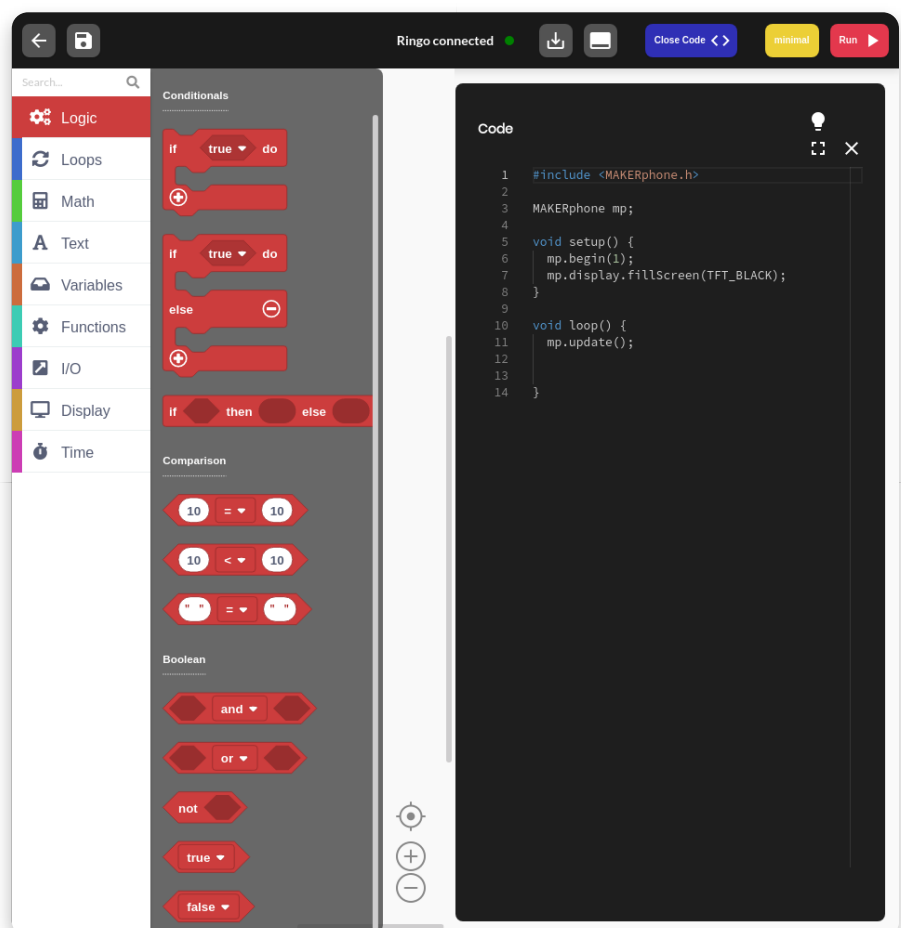 Ringo connected
Close Code
minimal
Run
Search...
Logic
Loops
Math
Text
Variables
Functions
I/O
Display
Time
Conditionals
if true do
if true do
else
if then else
Comparison
10 = 10
10 < 10
" " = " "
Boolean
and
or
not
true
false
Code
1 #include <MAKERphone.h>
2
3 MAKERphone mp;
4
5 void setup() {
6 mp.begin(1);
7 mp.display.fillScreen(TFT_BLACK);
8 }
9
10 void loop() {
11 mp.update();
12
13
14 }